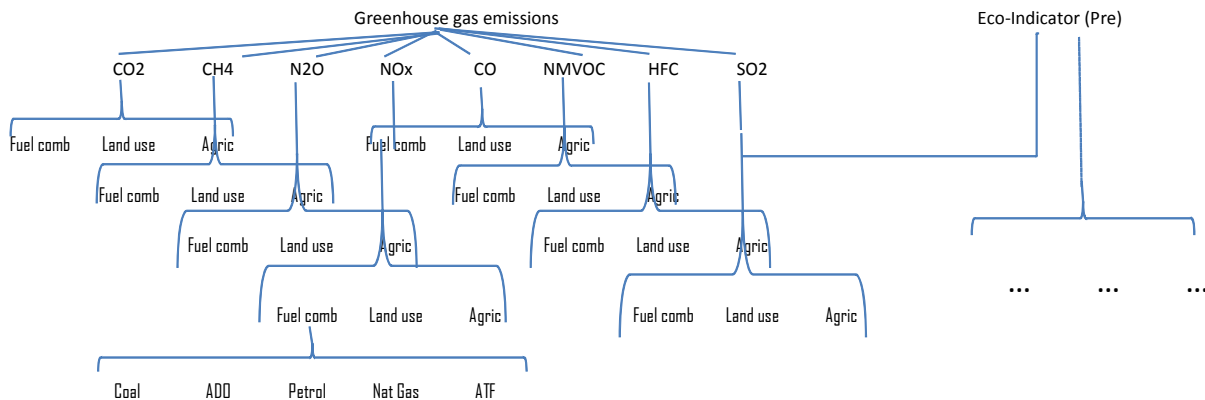 Greenhouse gas emissions Eco-Indicator (Pre)
CO2 CH4 N2O NOx CO NMVOC HFC SO2
Fuel comb Land use Agric Fuel comb Land use Agric
Fuel comb Land use Agric Fuel comb Land use Agric
Fuel comb Land use Agric Fuel comb Land use Agric
... ... ...
Fuel comb Land use Agric Fuel comb Land use Agric
Coal ADO Petrol Nat Gas ATF